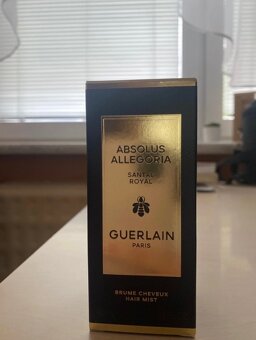 ABSOLUS
ALLEGORIA
SANTAL
ROYAL
GUERLAIN
PARIS
BRUME CHEVEUX
HAIR MIST